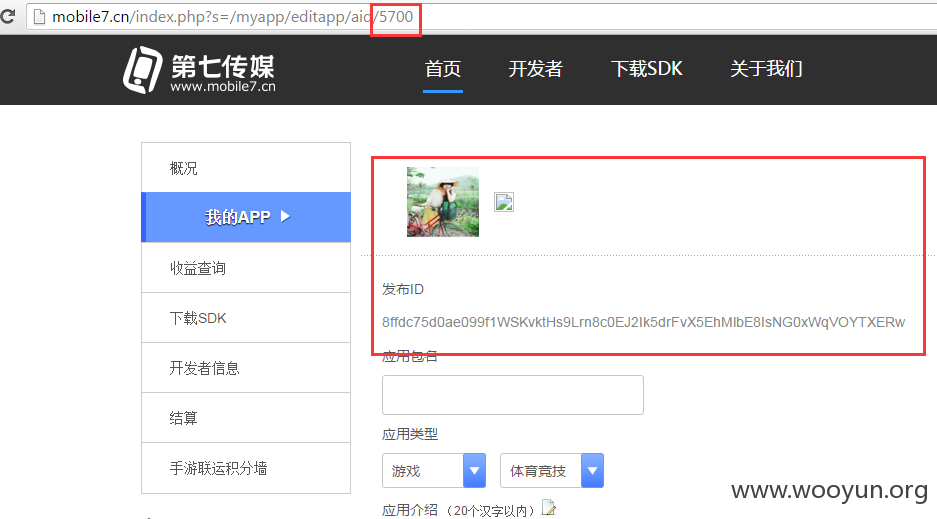 mobile7.cn/index.php?s=/myapp/editapp/aid/5700
第七传媒
www.mobile7.cn
首页 开发者 下载SDK 关于我们
概况
我的APP
收益查询
下载SDK
开发者信息
结算
手游联运积分墙
发布ID
8ffdc75d0ae099f1WSKvktHs9Lrn8c0EJ2Ik5drFvX5EhMlbE8IsNG0xWqVOYTXERw
应用包名
应用类型
游戏 体育竞技
应用介绍（20个汉字以内）
www.wooyun.org